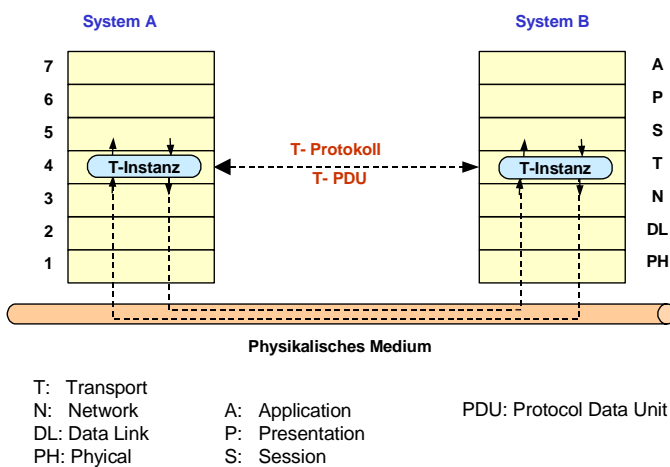 System A
System B
7
6
5
4
3
2
1
T-Instanz
T- Protokoll
T- PDU
T-Instanz
A
P
S
T
N
DL
PH
Physikalisches Medium
T: Transport
N: Network
DL: Data Link
PH: Phyical
A: Application
P: Presentation
S: Session
PDU: Protocol Data Unit